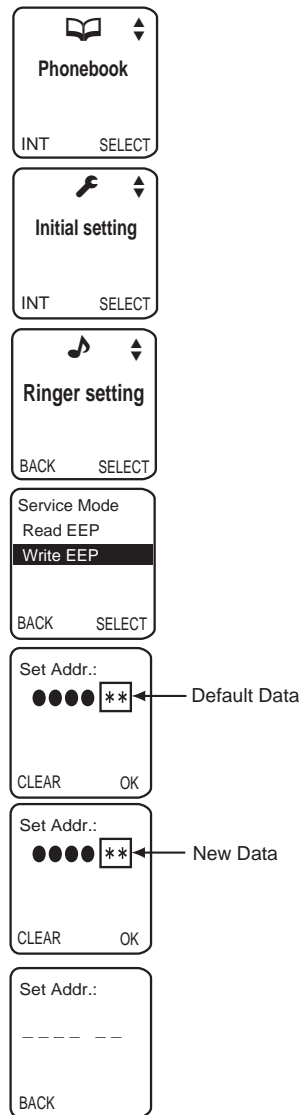 Phonebook
INT SELECT
Initial setting
INT SELECT
Ringer setting
BACK SELECT
Service Mode
Read EEP
Write EEP
BACK SELECT
Set Addr.:
●●●● ** Default Data
CLEAR OK
Set Addr.:
●●●● ** New Data
CLEAR OK
Set Addr.:
_ _ _ _ _ _
BACK